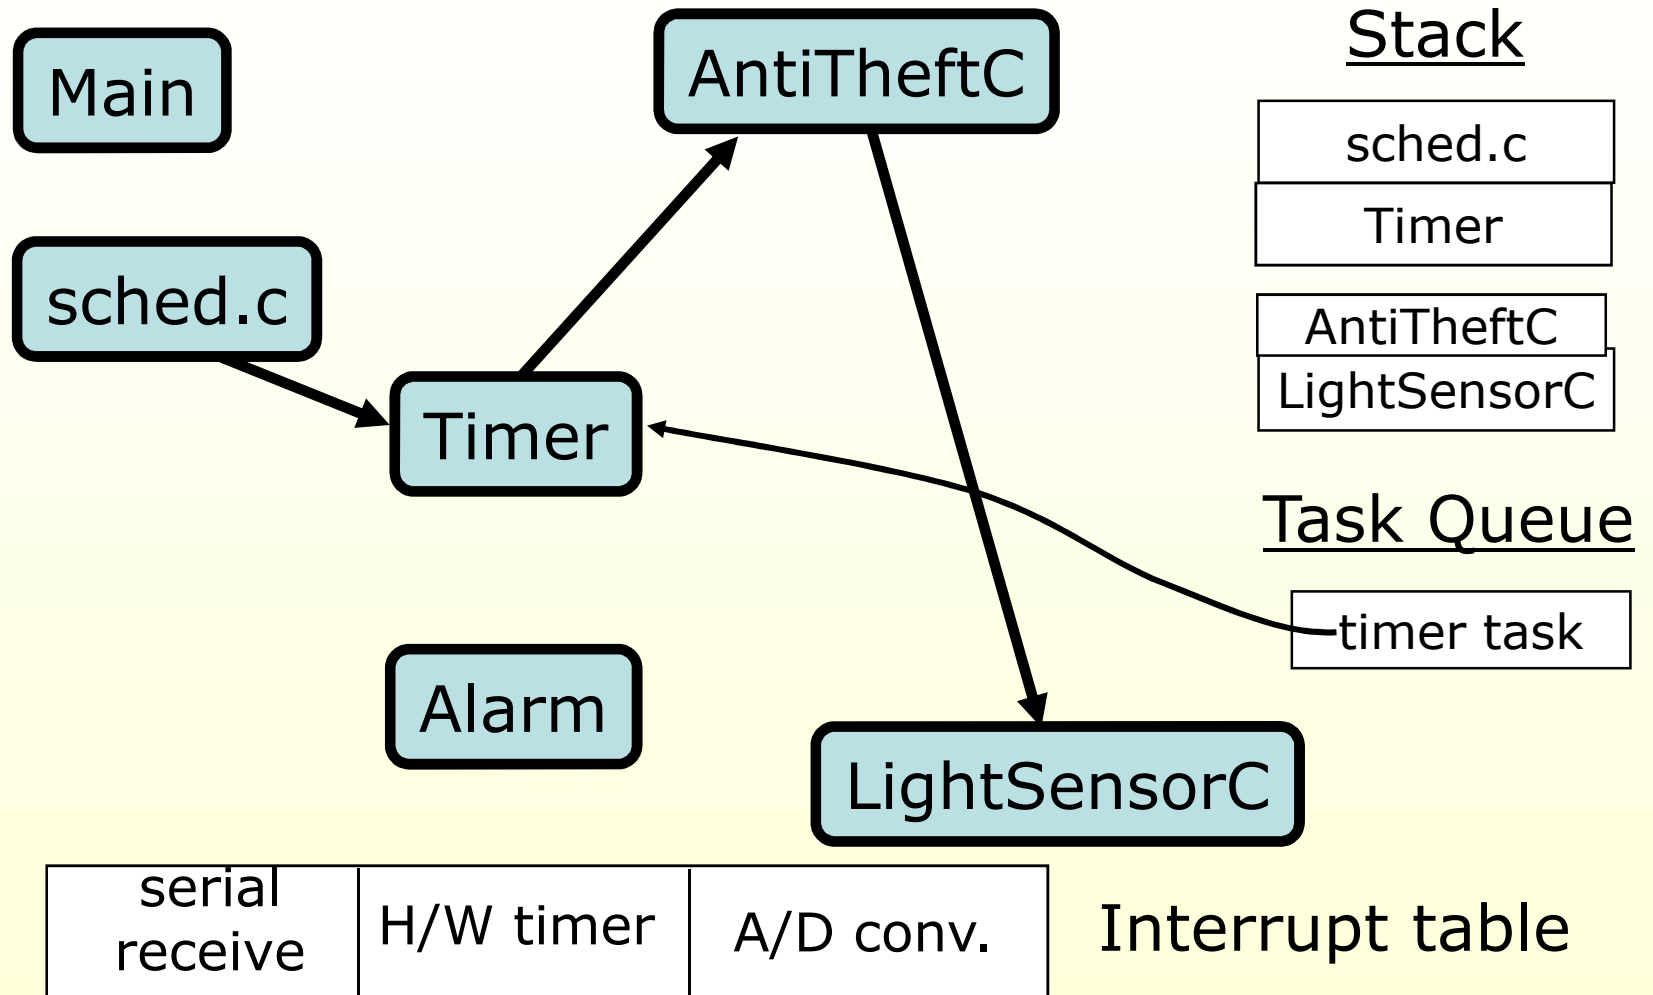 Main
AntiTheftC
Stack
sched.c
Timer
sched.c
AntiTheftC
LightSensorC
Timer
Task Queue
timer task
Alarm
LightSensorC
serial
receive
H/W timer
A/D conv.
Interrupt table